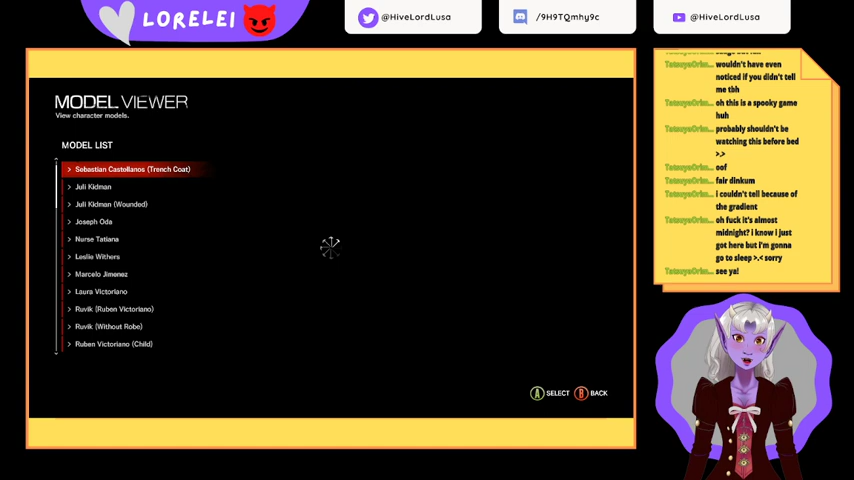 LORELEI
@HiveLordLusa
/9H9TQmhy9c
@HiveLordLusa
MODEL VIEWER
View character models.
MODEL LIST
> Sebastian Castellanos (Trench Coat)
> Juli Kidman
> Juli Kidman (Wounded)
> Joseph Oda
> Nurse Tatiana
> Leslie Withers
> Marcelo Jimenez
> Laura Victoriano
> Ruvik (Ruben Victoriano)
> Ruvik (Without Robe)
> Ruben Victoriano (Child)
A SELECT B BACK
wouldn't have even
noticed if you didn't tell
me tbh
oh this is a spooky game
huh
probably shouldn't be
watching this before bed
>.>
oof
fair dinkum
i couldn't tell because of
the gradient
oh fuck it's almost
midnight? i know i just
got here but i'm gonna
go to sleep >.< sorry
see ya!